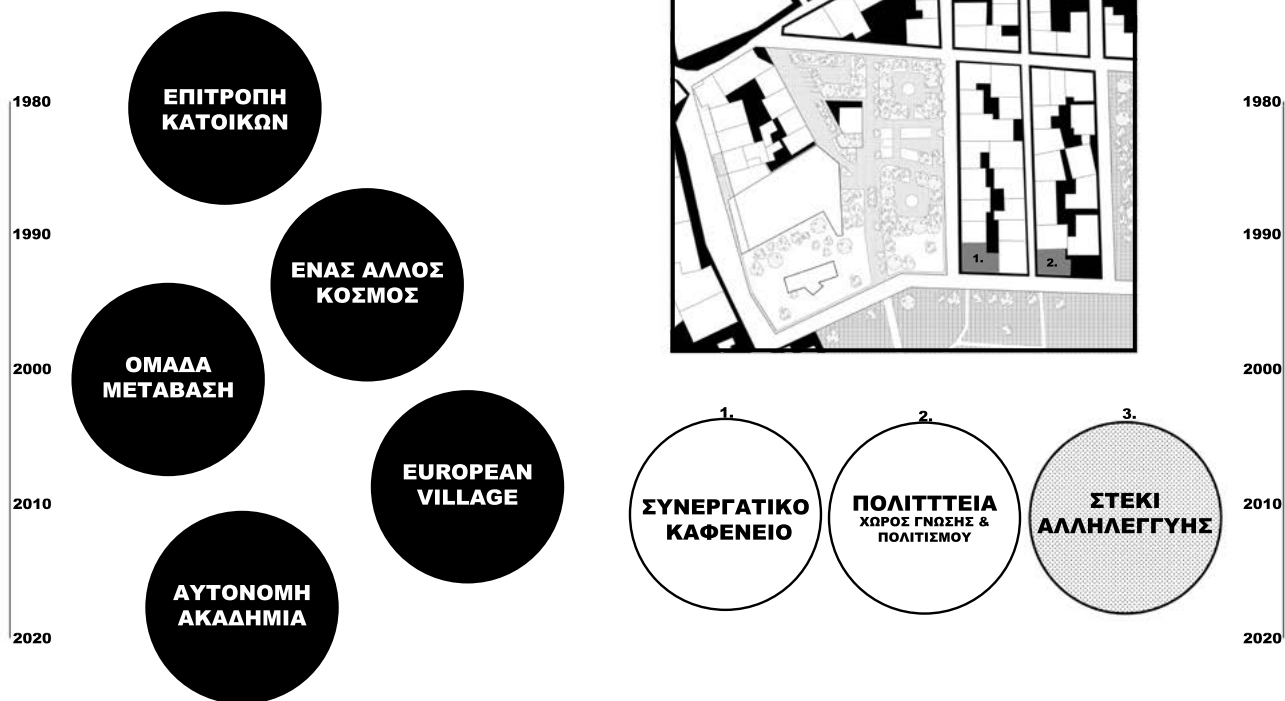 1980
1990
2000
2010
2020
ΕΠΙΤΡΟΠΗ
ΚΑΤΟΙΚΩΝ
ΕΝΑΣ ΑΛΛΟΣ
ΚΟΣΜΟΣ
ΟΜΑΔΑ
ΜΕΤΑΒΑΣΗ
EUROPEAN
VILLAGE
ΑΥΤΟΝΟΜΗ
ΑΚΑΔΗΜΙΑ
1.
2.
1.
ΣΥΝΕΡΓΑΤΙΚΟ
ΚΑΦΕΝΕΙΟ
2.
ΠΟΛΙΤΤΤΕΙΑ
ΧΩΡΟΣ ΓΝΩΣΗΣ &
ΠΟΛΙΤΙΣΜΟΥ
3.
ΣΤΕΚΙ
ΑΛΛΗΛΕΓΓΥΗΣ
1980
1990
2000
2010
2020